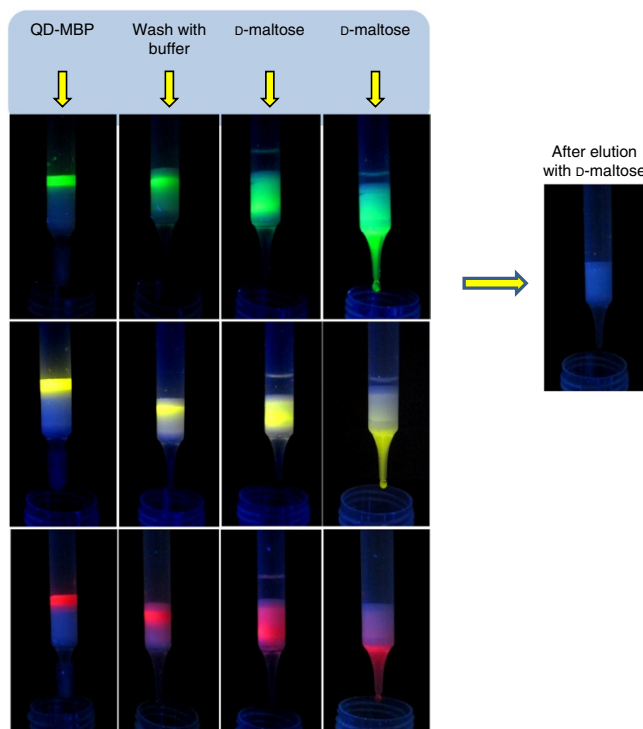 QD-MBP
Wash with
buffer
D-maltose
D-maltose
After elution
with D-maltose